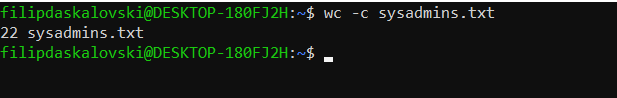 filipdaskalovski@DESKTOP-180FJ2H:~$ wc -c sysadmins.txt
22 sysadmins.txt
filipdaskalovski@DESKTOP-180FJ2H:~$